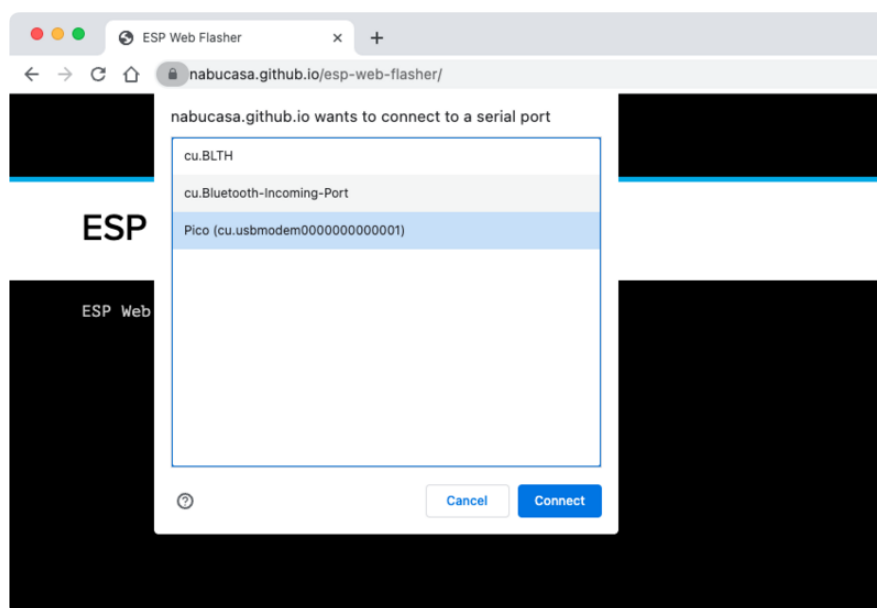 ESP Web Flasher
nabucasa.github.io/esp-web-flasher/
nabucasa.github.io wants to connect to a serial port
cu.BLTH
cu.Bluetooth-Incoming-Port
Pico (cu.usbmodem0000000000001)
ESP
ESP Web
Cancel
Connect